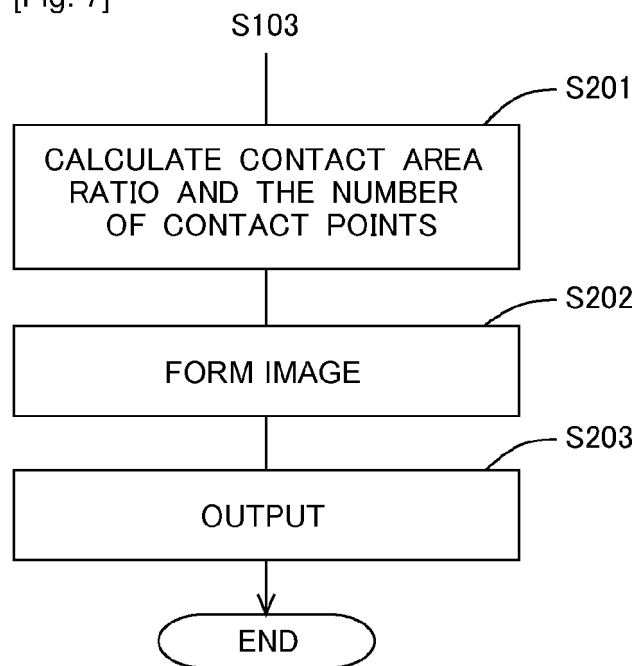 [Fig. 7]
S103
S201
CALCULATE CONTACT AREA
RATIO AND THE NUMBER
OF CONTACT POINTS
S202
FORM IMAGE
S203
OUTPUT
END